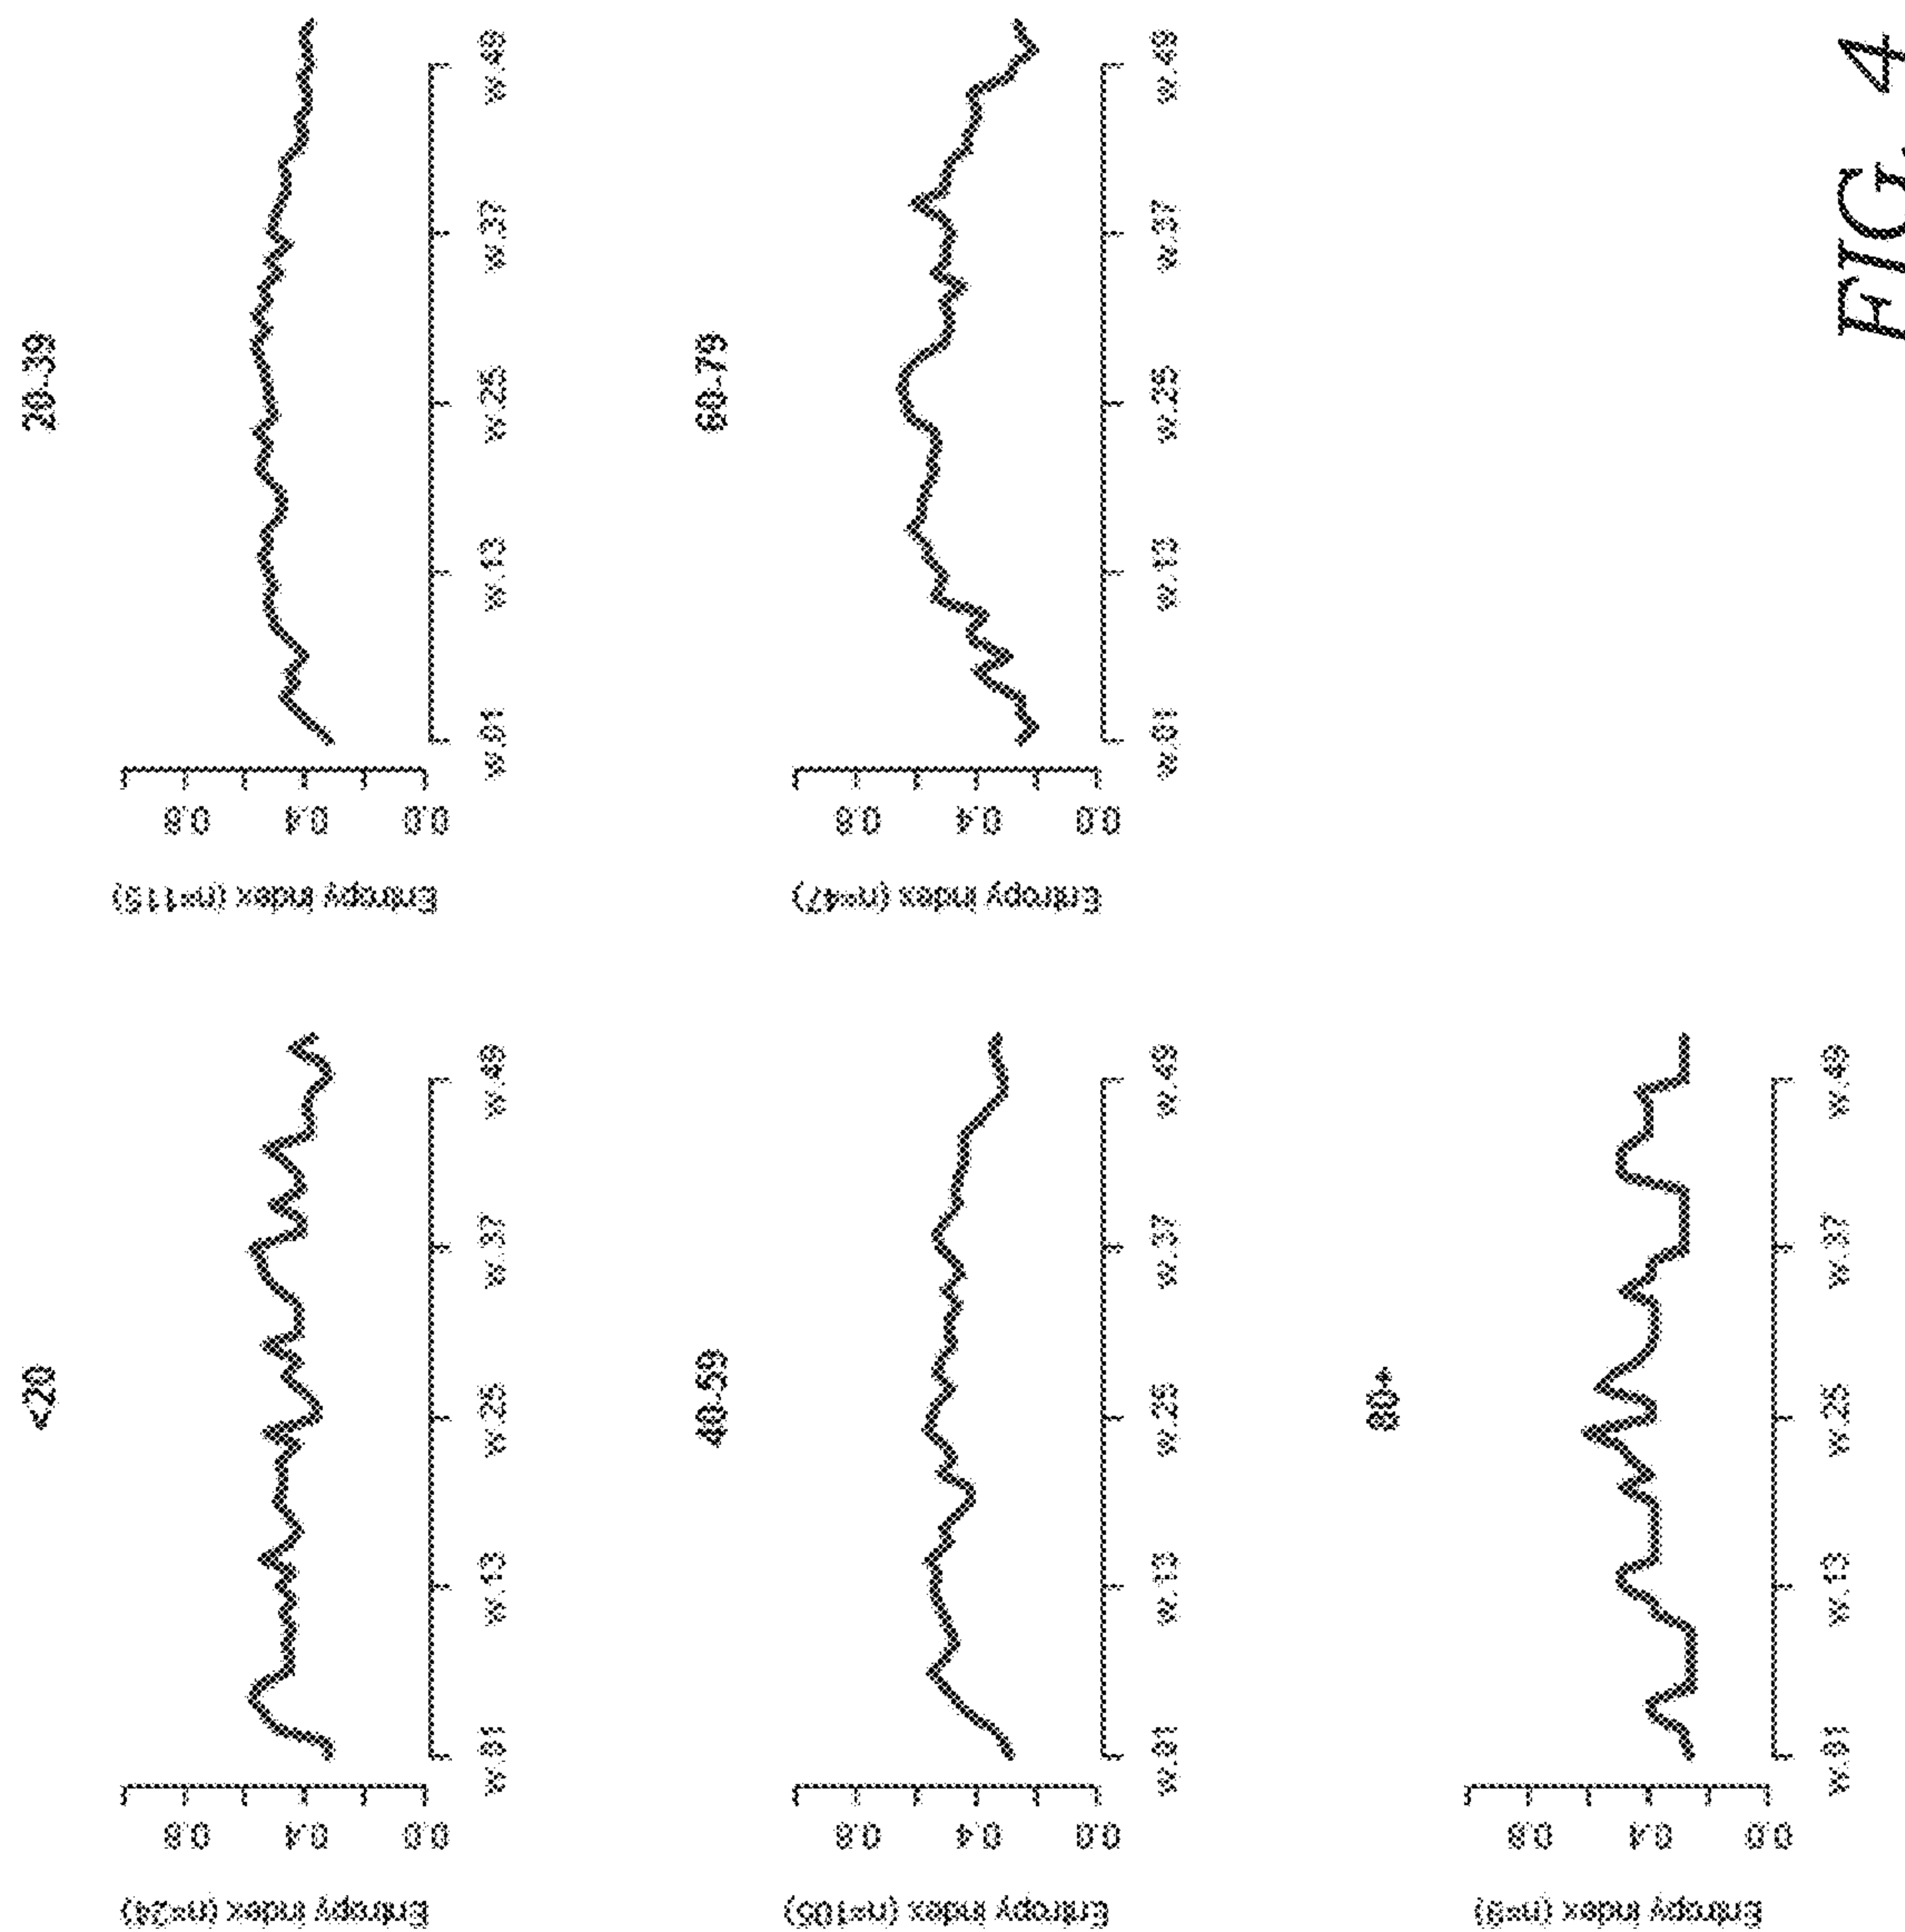 <20
Entropy index (n=24)
0.8
0.4
0.0
w.01 w.13 w.25 w.37 w.49
20-39
Entropy index (n=115)
0.8
0.4
0.0
w.01 w.13 w.25 w.37 w.49
40-59
Entropy index (n=105)
0.8
0.4
0.0
w.01 w.13 w.25 w.37 w.49
60-79
Entropy index (n=47)
0.8
0.4
0.0
w.01 w.13 w.25 w.37 w.49
80+
Entropy index (n=9)
0.8
0.4
0.0
w.01 w.13 w.25 w.37 w.49
FIG. 4